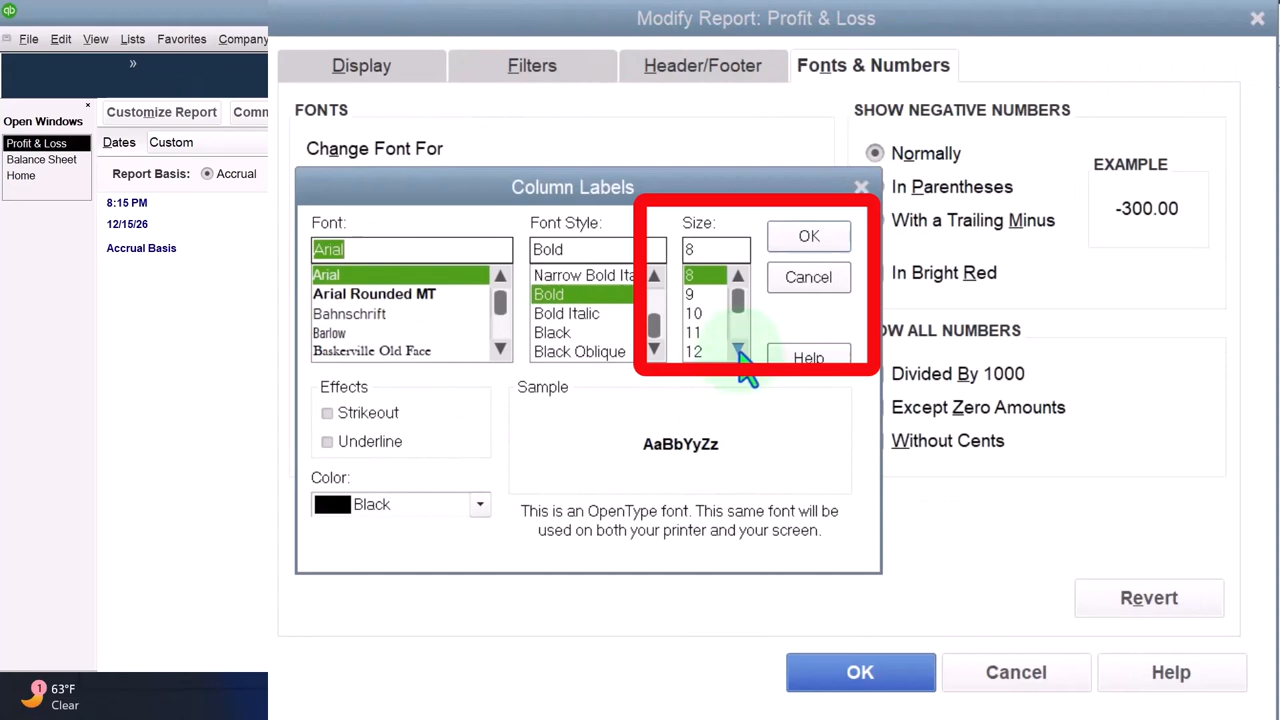 Modify Report: Profit & Loss
qb
File Edit View Lists Favorites Company
»
Open Windows
Profit & Loss
Balance Sheet
Home
Customize Report
Dates Custom
Report Basis: Accrual
8:15 PM
12/15/26
Accrual Basis
Display Filters Header/Footer Fonts & Numbers
FONTS
Change Font For
Column Labels
Font:
Arial
Arial
Arial Rounded MT
Bahnschrift
Barlow
Baskerville Old Face
Font Style:
Bold
Narrow Bold
Bold
Bold Italic
Black
Black Oblique
Size:
8
8
9
10
11
12
OK
Cancel
Help
Effects
Strikeout
Underline
Color:
Black
Sample
AaBbYyZz
This is an OpenType font. This same font will be
used on both your printer and your screen.
SHOW NEGATIVE NUMBERS
Normally
In Parentheses
With a Trailing Minus
In Bright Red
EXAMPLE
-300.00
ALL NUMBERS
Divided By 1000
Except Zero Amounts
Without Cents
Revert
OK Cancel Help
1
63°F
Clear